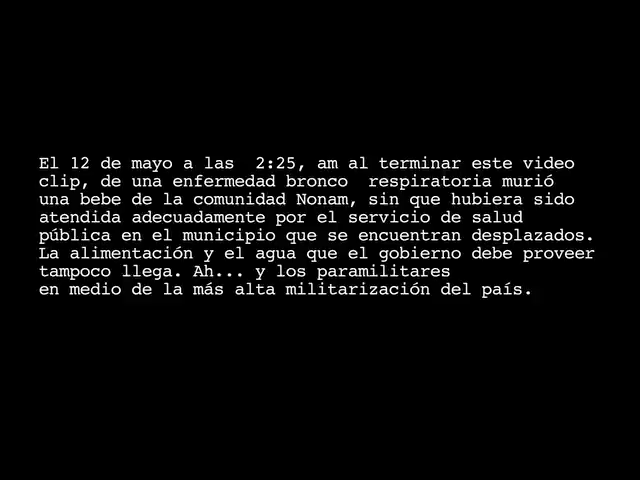 El 12 de mayo a las  2:25, am al terminar este video
clip, de una enfermedad bronco  respiratoria murió
una bebe de la comunidad Nonam, sin que hubiera sido
atendida adecuadamente por el servicio de salud
pública en el municipio que se encuentran desplazados.
La alimentación y el agua que el gobierno debe proveer
tampoco llega. Ah... y los paramilitares
en medio de la más alta militarización del país.